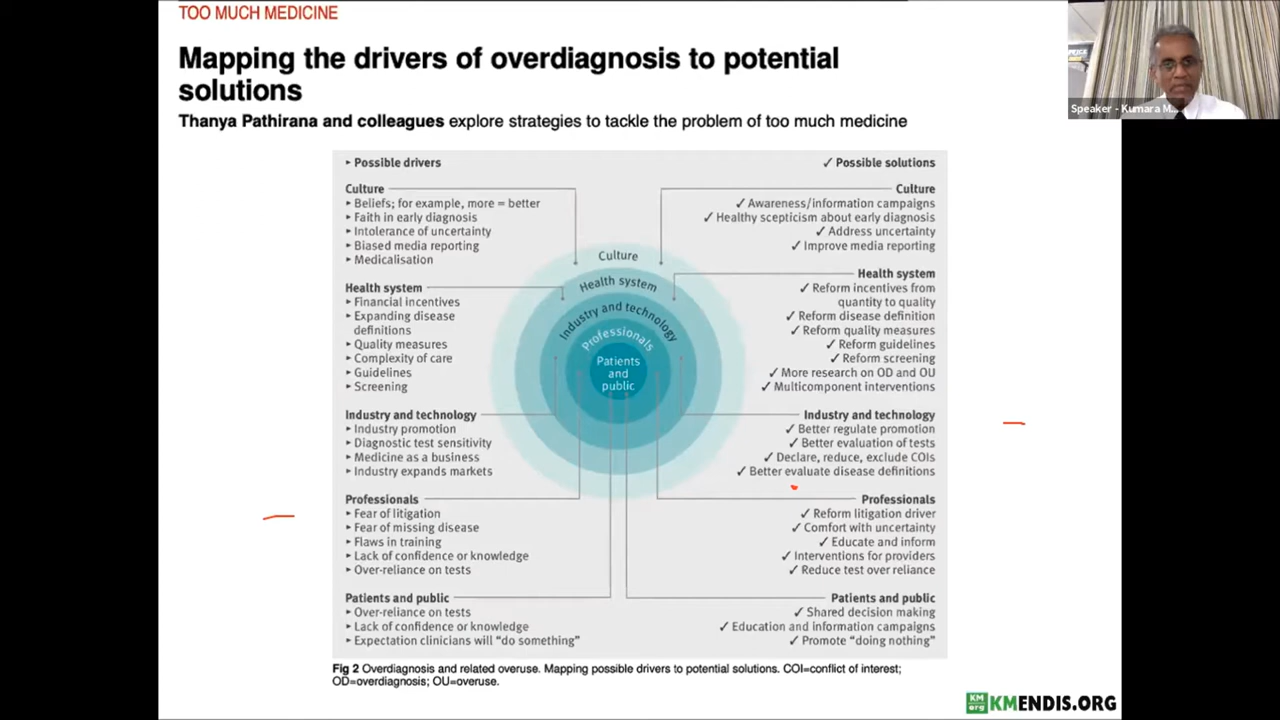 TOO MUCH MEDICINE
Mapping the drivers of overdiagnosis to potential
solutions
Thanya Pathirana and colleagues explore strategies to tackle the problem of too much medicine
Speaker - Kumara M...
▸ Possible drivers
Culture
▸ Beliefs; for example, more = better
▸ Faith in early diagnosis
▸ Intolerance of uncertainty
▸ Biased media reporting
▸ Medicalisation
Health system
▸ Financial incentives
▸ Expanding disease
definitions
▸ Quality measures
▸ Complexity of care
▸ Guidelines
▸ Screening
Industry and technology
▸ Industry promotion
▸ Diagnostic test sensitivity
▸ Medicine as a business
▸ Industry expands markets
Professionals
▸ Fear of litigation
▸ Fear of missing disease
▸ Flaws in training
▸ Lack of confidence or knowledge
▸ Over-reliance on tests
Patients and public
▸ Over-reliance on tests
▸ Lack of confidence or knowledge
▸ Expectation clinicians will "do something"
Culture
Health system
Industry and technology
Professionals
Patients
and
public
✓ Possible solutions
Culture
✓ Awareness/information campaigns
✓ Healthy scepticism about early diagnosis
✓ Address uncertainty
✓ Improve media reporting
Health system
✓ Reform incentives from
quantity to quality
✓ Reform disease definition
✓ Reform quality measures
✓ Reform guidelines
✓ Reform screening
✓ More research on OD and OU
✓ Multicomponent interventions
Industry and technology
✓ Better regulate promotion
✓ Better evaluation of tests
✓ Declare, reduce, exclude COIs
✓ Better evaluate disease definitions
Professionals
✓ Reform litigation driver
✓ Comfort with uncertainty
✓ Educate and inform
✓ Interventions for providers
✓ Reduce test over reliance
Patients and public
✓ Shared decision making
✓ Education and information campaigns
✓ Promote "doing nothing"
Fig 2 Overdiagnosis and related overuse. Mapping possible drivers to potential solutions. COI=conflict of interest;
OD=overdiagnosis; OU=overuse.
KM
org
KMENDIS.ORG